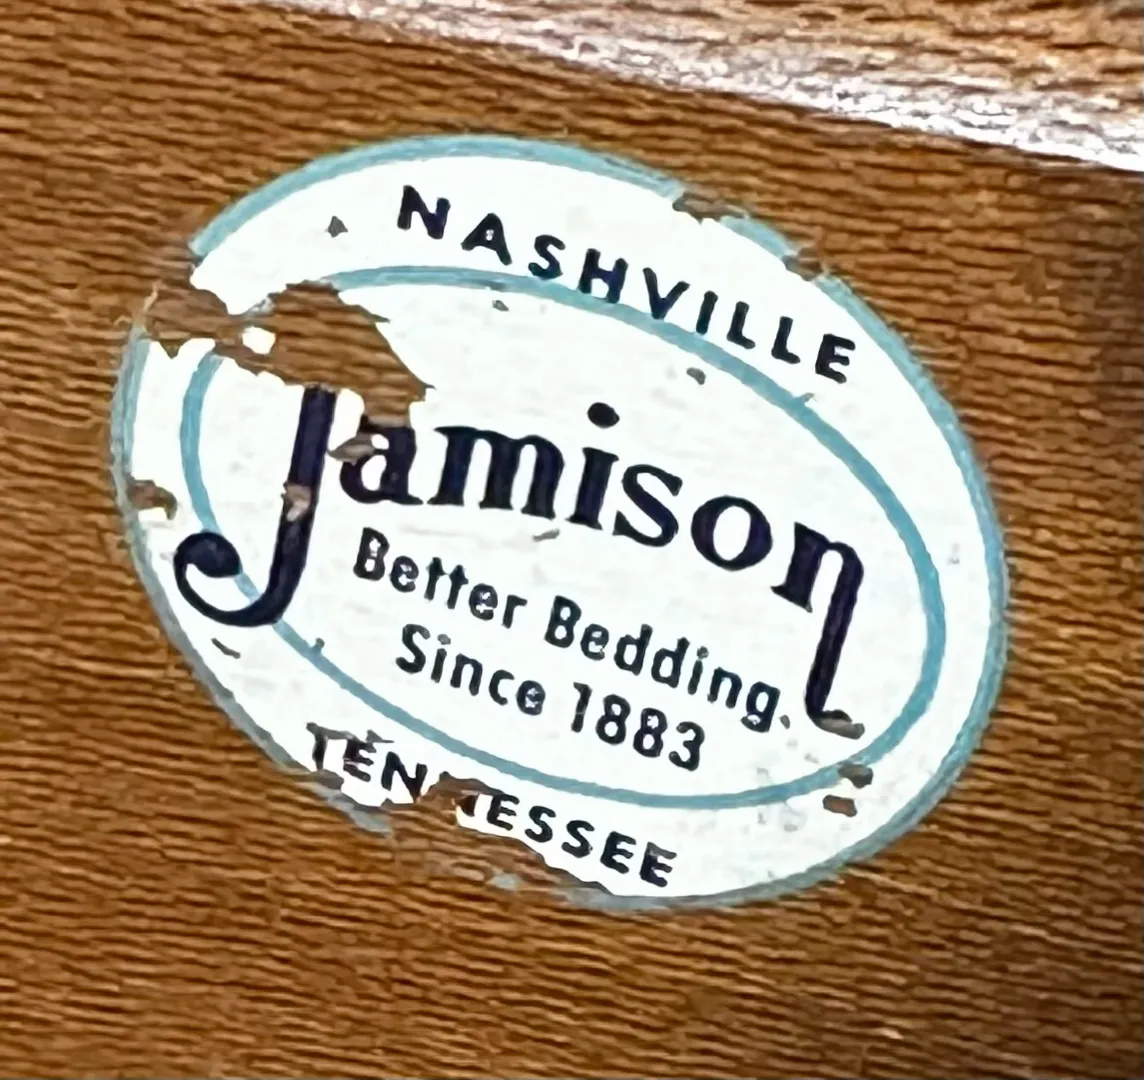 NASHVILLE
Jamison
Better Bedding.
Since 1883
TENNESSEE